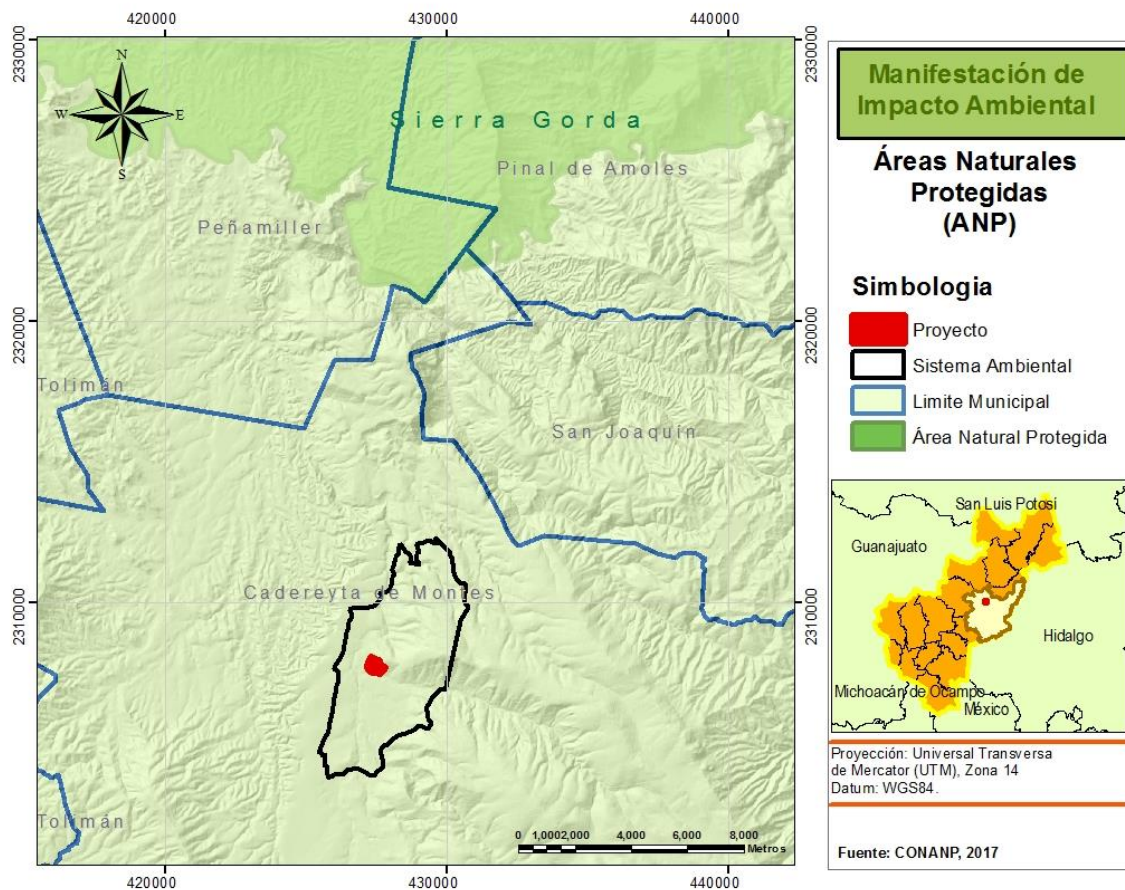 420000
430000
440000
2330000
2330000
N
W
E
S
Sierra Gorda
Pinal de Amoles
Peñamiller
2320000
2320000
Tolimán
San Joaquín
Cadereyta de Montes
2310000
2310000
Tolimán
0 1,000 2,000 4,000 6,000 8,000
Metros
420000
430000
440000
Manifestación de
Impacto Ambiental
Áreas Naturales
Protegidas
(ANP)
Simbologia
Proyecto
Sistema Ambiental
Limite Municipal
Área Natural Protegida
San Luis Potosí
Guanajuato
Hidalgo
Michoacán de Ocampo
México
Proyección: Universal Transversa
de Mercator (UTM), Zona 14
Datum: WGS84.
Fuente: CONANP, 2017